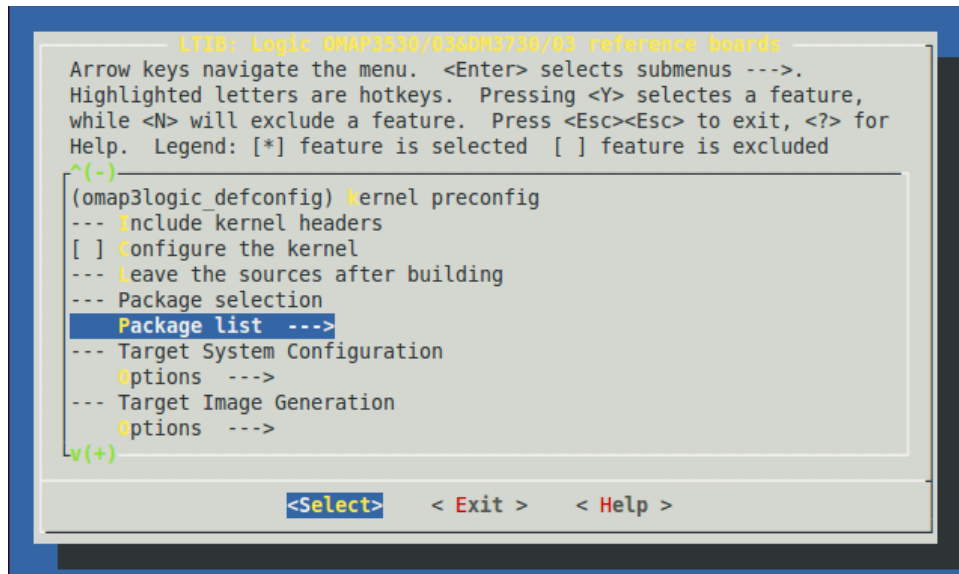 LTIB: Logic OMAP3530/03&DM3730/03 reference boards
Arrow keys navigate the menu.  <Enter> selects submenus --->.
Highlighted letters are hotkeys.  Pressing <Y> selectes a feature,
while <N> will exclude a feature.  Press <Esc><Esc> to exit, <?> for
Help.  Legend: [*] feature is selected  [ ] feature is excluded
^(-)
(omap3logic_defconfig) kernel preconfig
--- Include kernel headers
[ ] Configure the kernel
--- Leave the sources after building
--- Package selection
    Package list  --->
--- Target System Configuration
    Options  --->
--- Target Image Generation
    Options  --->
v(+)
<Select>    < Exit >    < Help >